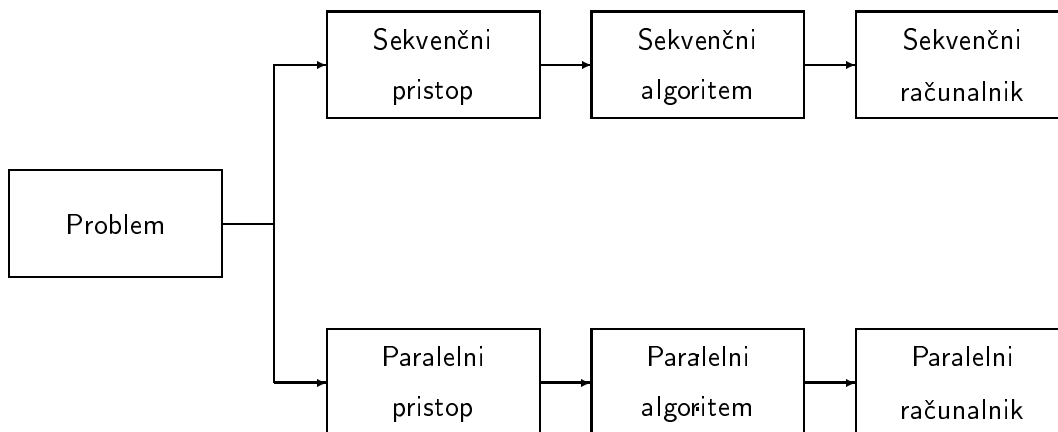 Sekvenčni
pristop
Sekvenčni
algoritem
Sekvenčni
računalnik
Problem
Paralelni
pristop
Paralelni
algoritem
Paralelni
računalnik